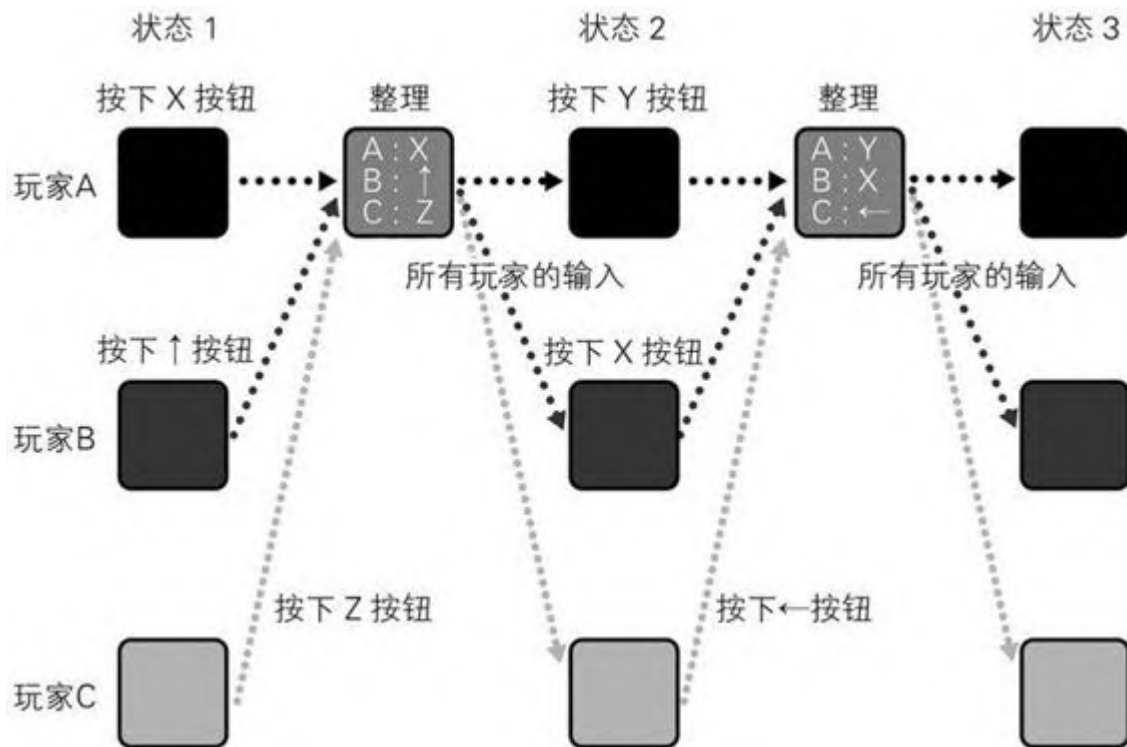 状态 1
状态 2
状态 3
按下 X 按钮
整理
按下 Y 按钮
整理
玩家A
A : X
B : ↑
C : Z
A : Y
B : X
C : ←
所有玩家的输入
所有玩家的输入
按下 ↑ 按钮
按下 X 按钮
玩家B
按下 Z 按钮
按下←按钮
玩家C